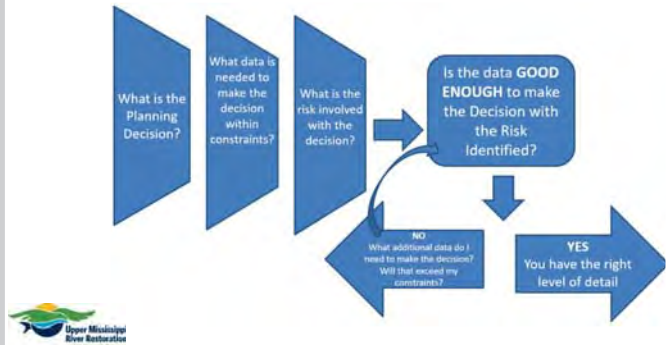 What is the
Planning
Decision?
What data is
needed to
make the
decision
within
constraints?
What is the
risk involved
with the
decision?
Is the data GOOD
ENOUGH to make
the Decision with
the Risk
Identified?
NO
What additional data do I
need to make the decision?
Will that exceed my
constraints?
YES
You have the right
level of detail
Upper Mississippi
River Restoration